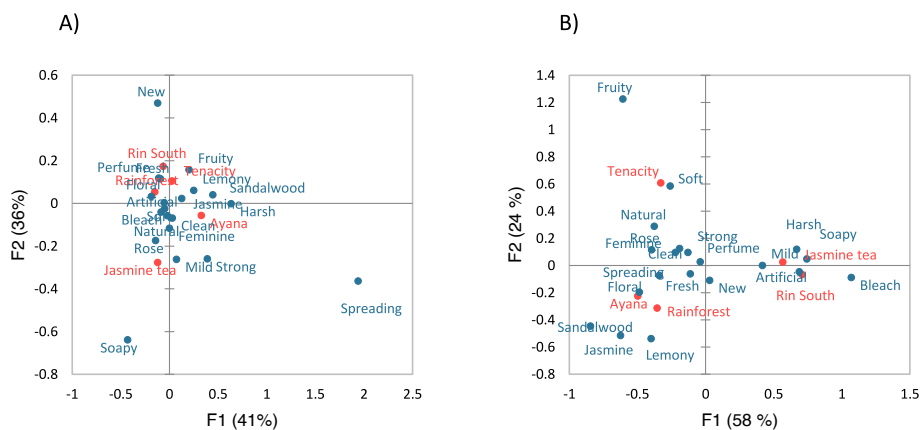 A)
B)
0.6
0.4
0.2
0
-0.2
-0.4
-0.6
-0.8
-1
-0.5
0
0.5
1
1.5
2
2.5
F2 (36%)
F1 (41%)
New
Rin South
Perfume
Fresh
Fruity
Tenacity
Rainforest
Lemony
Floral
Sandalwood
Artificial
Jasmine
Harsh
Bleach
Soft
Clean
Ayana
Natural
Feminine
Rose
Jasmine tea
Mild
Strong
Spreading
Soapy
1.4
1.2
1
0.8
0.6
0.4
0.2
0
-0.2
-0.4
-0.6
-0.8
-1
-0.5
0
0.5
1
1.5
F2 (24 %)
F1 (58 %)
Fruity
Tenacity
Soft
Natural
Harsh
Rose
Strong
Soapy
Feminine
Clean
Perfume
Mild
Jasmine tea
Spreading
Artificial
Floral
Fresh
New
Bleach
Ayana
Rin South
Rainforest
Sandalwood
Jasmine
Lemony